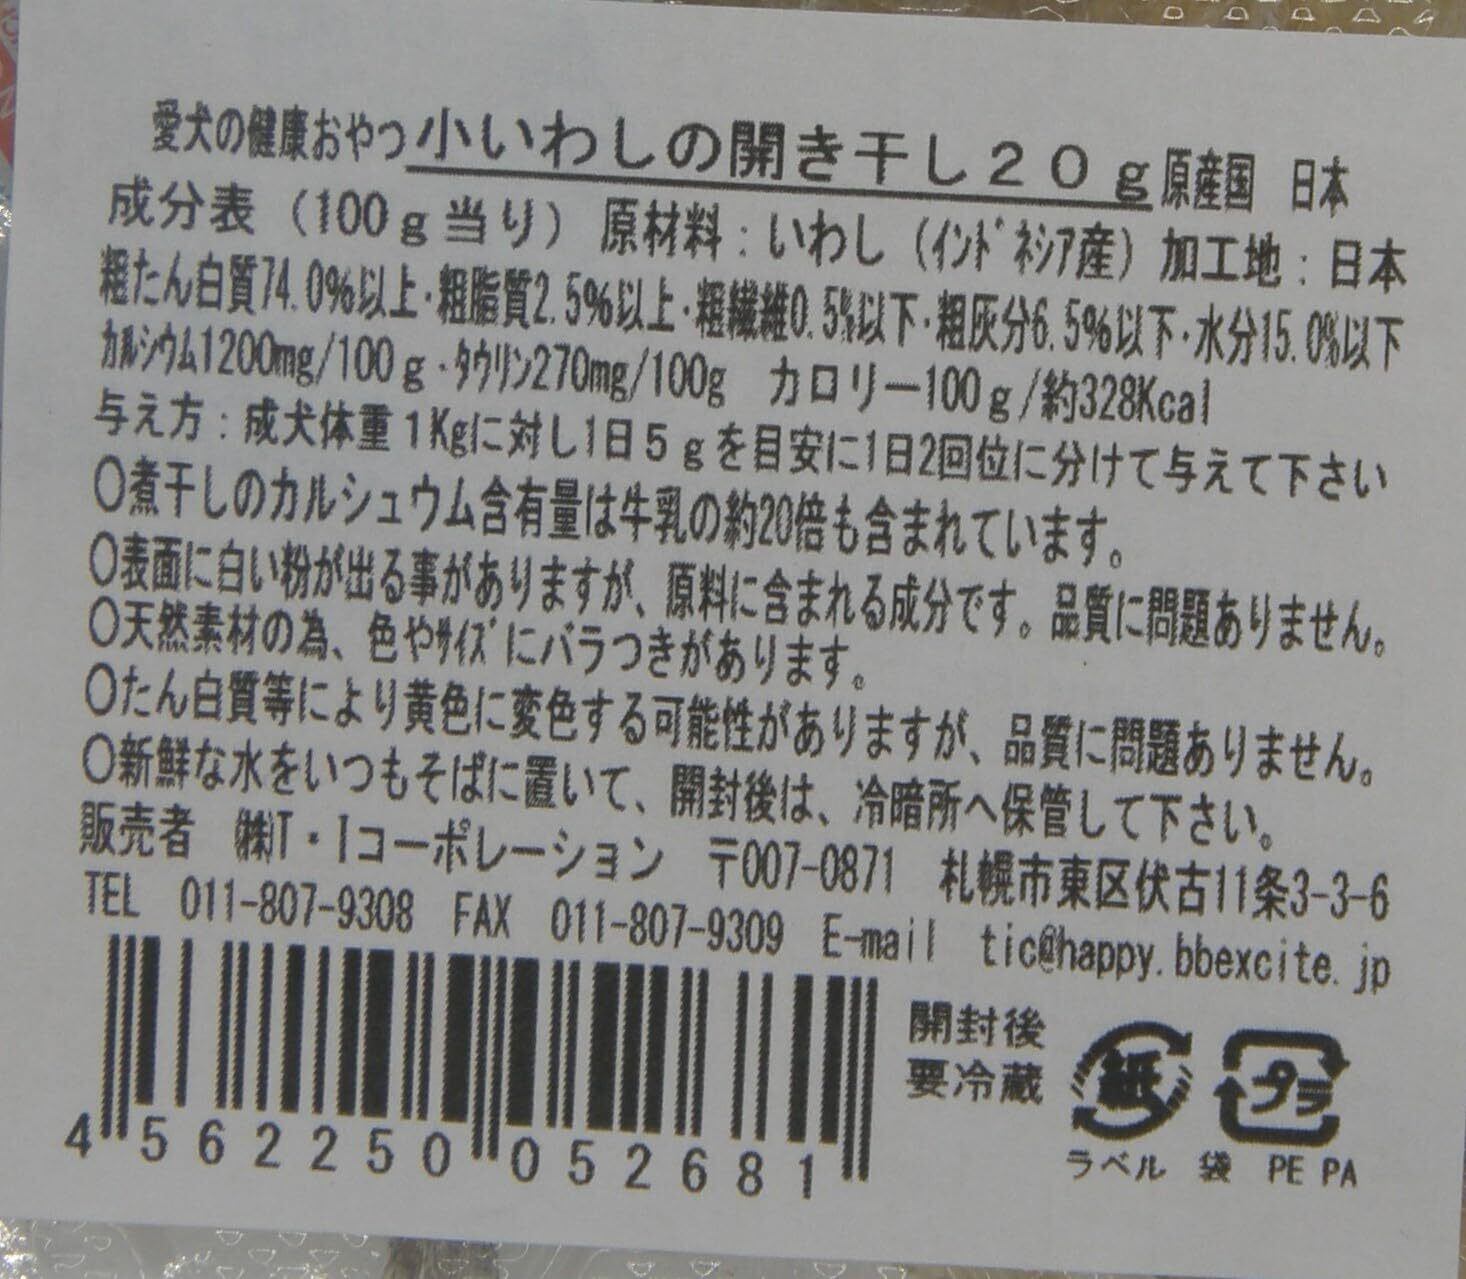 愛犬の健康おやつ小いわしの開き干し20g原産国 日本
成分表(100g当り)原材料:いわし(インドネシア産)加工地:日本
粗たん白質74.0%以上・粗脂質2.5%以上・粗繊維0.5%以下・粗灰分6.5%以下・水分15.0%以下
カルシウム1200mg/100g・タウリン270mg/100g カロリー100g/約328Kcal
与え方:成犬体重1Kgに対し1日5gを目安に1日2回位に分けて与えて下さい
〇煮干しのカルシュウム含有量は牛乳の約20倍も含まれています。
〇表面に白い粉が出る事がありますが、原料に含まれる成分です。品質に問題ありません。
〇天然素材の為、色やサイズにバラつきがあります。
〇たん白質等により黄色に変色する可能性がありますが、品質に問題ありません。
〇新鮮な水をいつもそばに置いて、開封後は、冷暗所へ保管して下さい。
販売者 ㈱T・Iコーポレーション 〒007-0871 札幌市東区伏古11条3-3-6
TEL 011-807-9308 FAX 011-807-9309 E-mail tic@happy.bbexcite.jp
開封後
要冷蔵
紙 プラ
ラベル 袋 PE PA
4562250052681